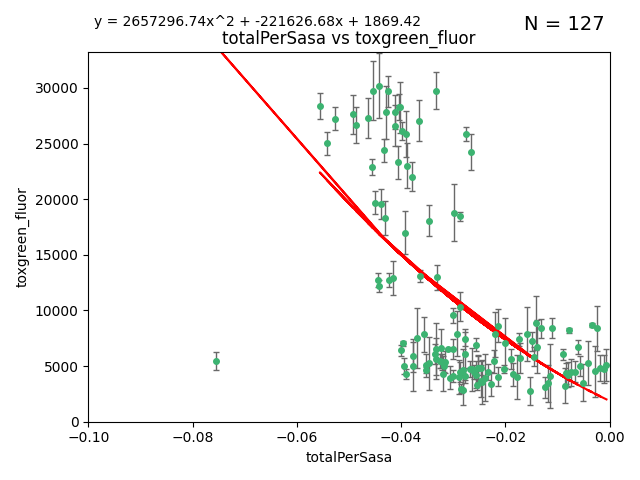 y = 2657296.74x^2 + -221626.68x + 1869.42
N = 127
totalPerSasa vs toxgreen_fluor
30000
25000
20000
15000
10000
5000
0
toxgreen_fluor
−0.10 −0.08 −0.06 −0.04 −0.02 0.00
totalPerSasa